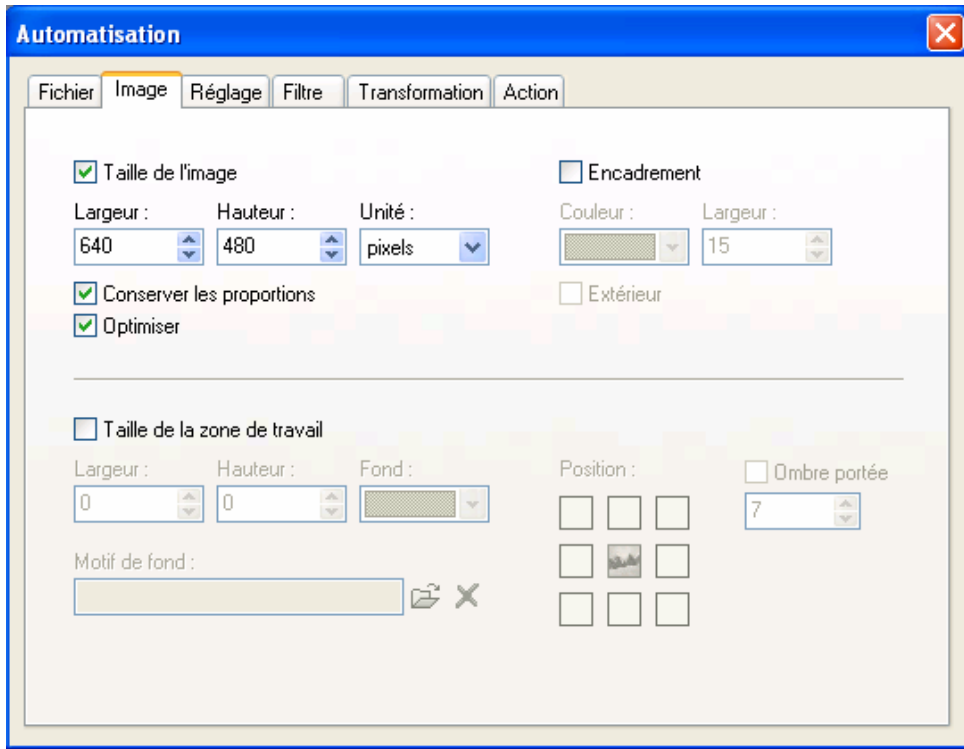 Automatisation
Fichier Image Réglage Filtre Transformation Action
Taille de l'image Encadrement
Largeur : Hauteur : Unité : Couleur : Largeur :
640 480 pixels 15
Conserver les proportions Extérieur
Optimiser
Taille de la zone de travail
Largeur : Hauteur : Fond : Position : Ombre portée
0 0 7
Motif de fond :